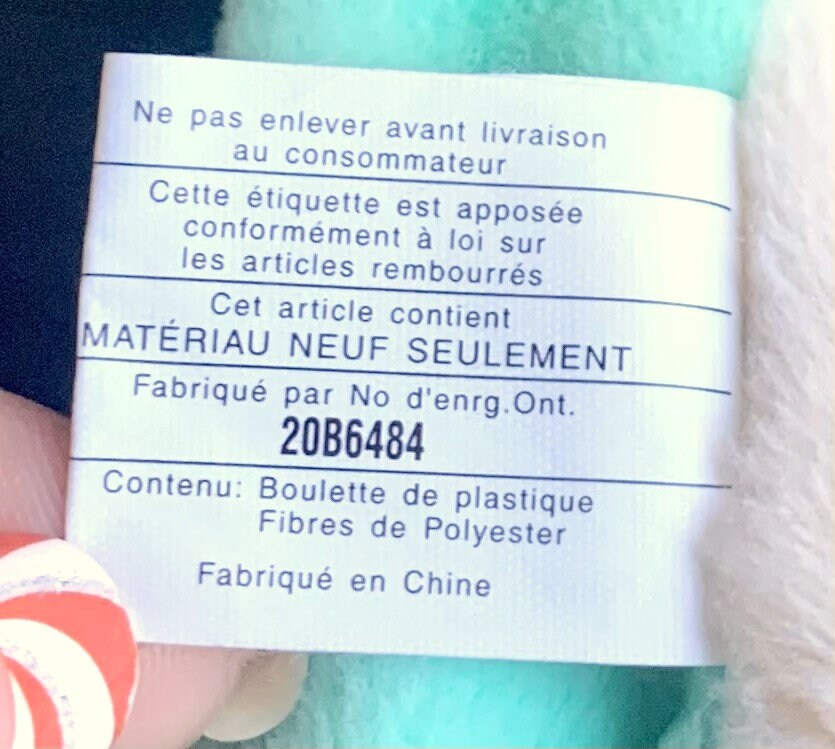 Ne pas enlever avant livraison
au consommateur
Cette étiquette est apposée
conformément à loi sur
les articles rembourrés
Cet article contient
MATÉRIAU NEUF SEULEMENT
Fabriqué par No d'enrg.Ont.
20B6484
Contenu: Boulette de plastique
Fibres de Polyester
Fabriqué en Chine